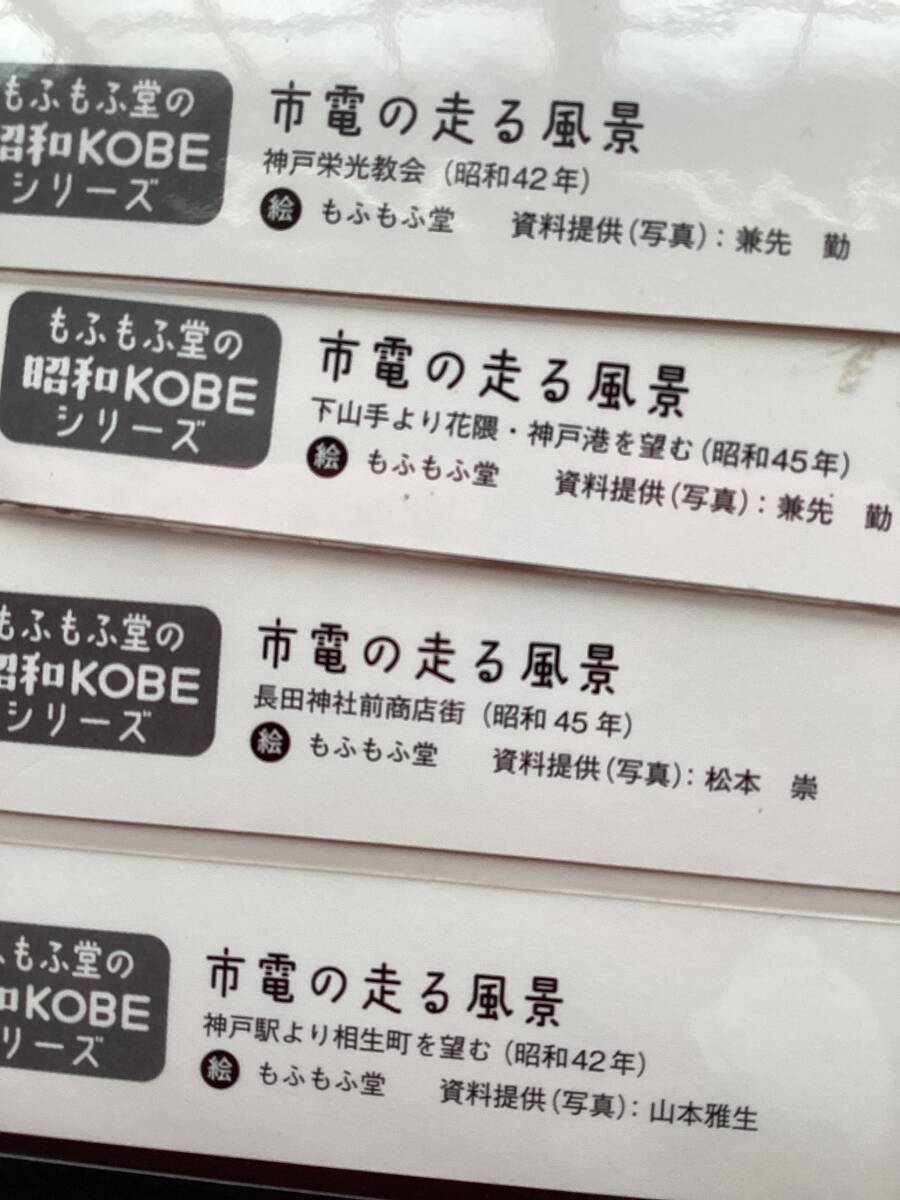 もふもふ堂の
昭和KOBE
シリーズ
市電の走る風景
神戸栄光教会（昭和42年）
絵 もふもふ堂　資料提供（写真）：兼先　勤
もふもふ堂の
昭和KOBE
シリーズ
市電の走る風景
下山手より花隈・神戸港を望む（昭和45年）
絵 もふもふ堂　資料提供（写真）：兼先　勤
もふもふ堂の
昭和KOBE
シリーズ
市電の走る風景
長田神社前商店街（昭和 45 年）
絵 もふもふ堂　資料提供（写真）：松本　崇
もふ堂の
和KOBE
リーズ
市電の走る風景
神戸駅より相生町を望む（昭和42年）
絵 もふもふ堂　資料提供（写真）：山本雅生